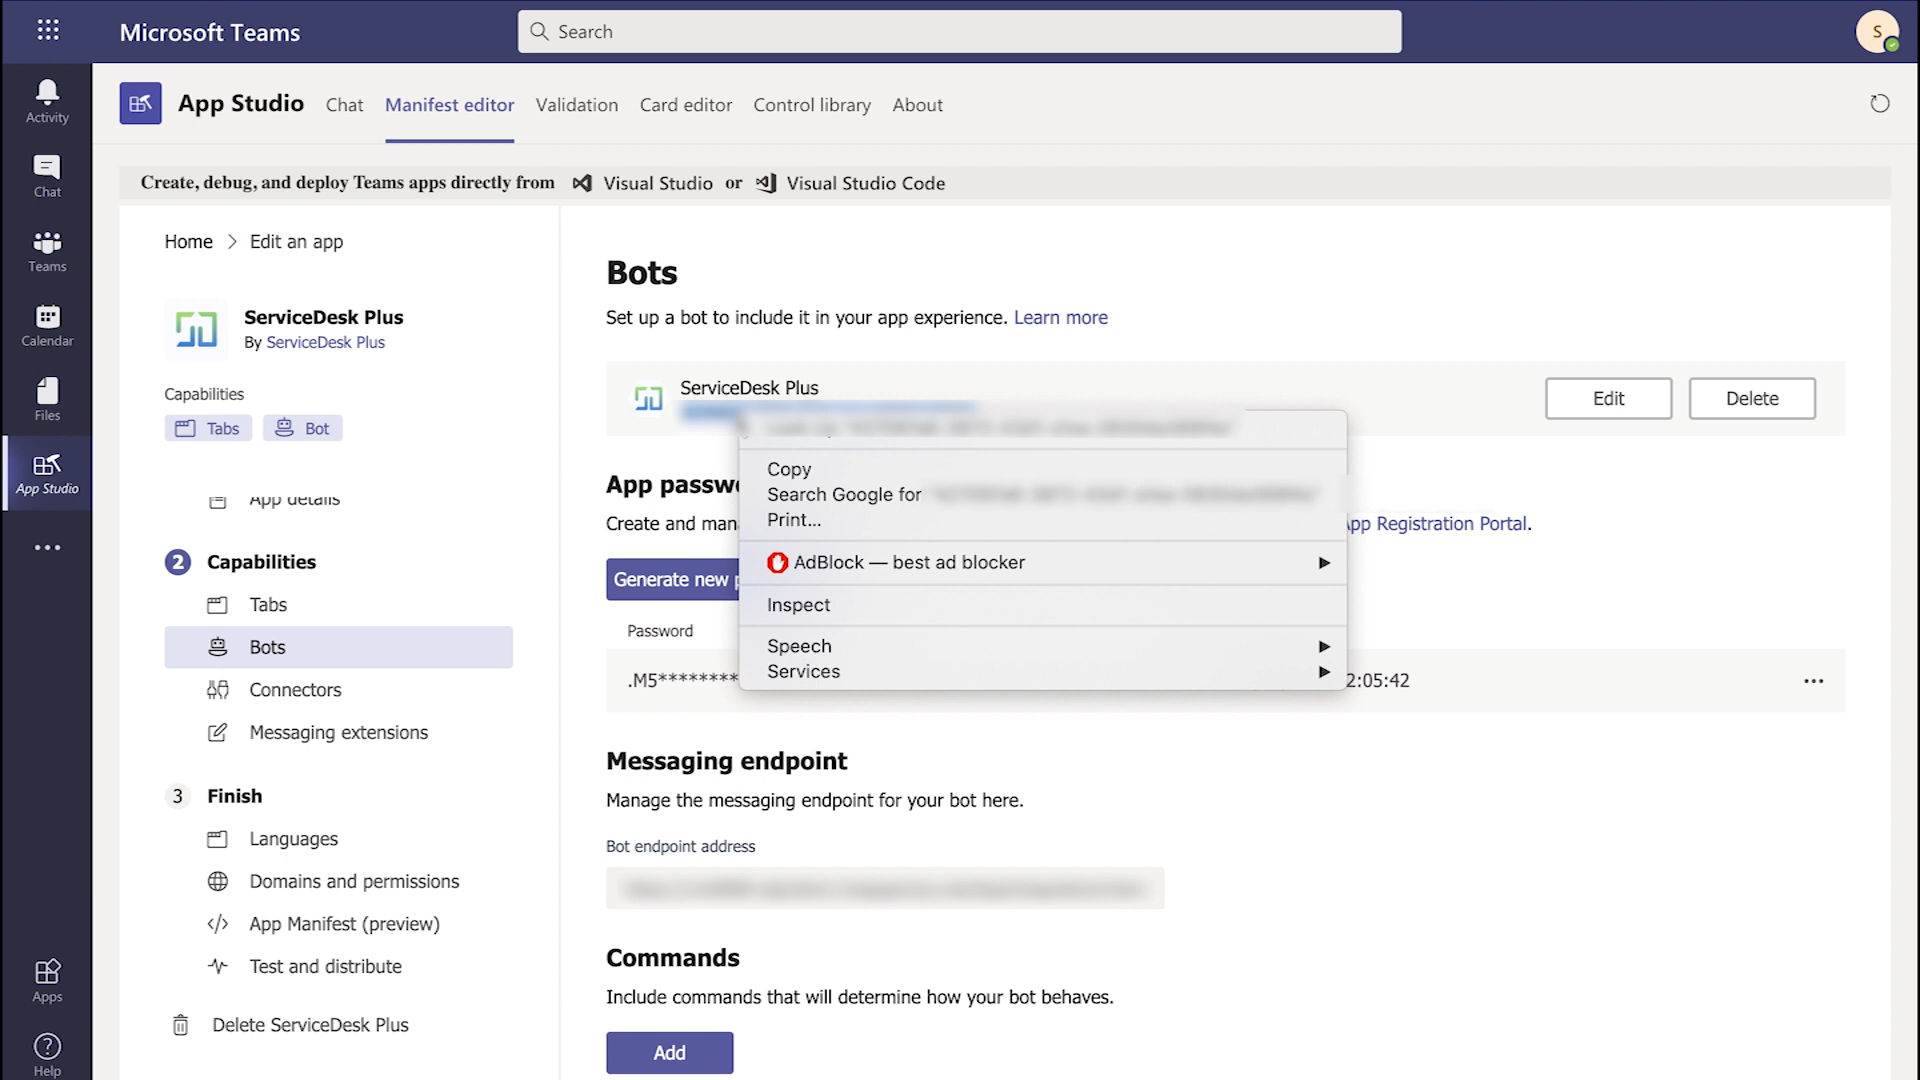 Microsoft Teams
Search
S
Activity
Chat
Teams
Calendar
Files
App Studio
Apps
Help
App Studio
Chat
Manifest editor
Validation
Card editor
Control library
About
Create, debug, and deploy Teams apps directly from Visual Studio or Visual Studio Code
Home > Edit an app
ServiceDesk Plus
By ServiceDesk Plus
Capabilities
Tabs
Bot
App details
2 Capabilities
Tabs
Bots
Connectors
Messaging extensions
3 Finish
Languages
Domains and permissions
App Manifest (preview)
Test and distribute
Delete ServiceDesk Plus
Bots
Set up a bot to include it in your app experience. Learn more
ServiceDesk Plus
Edit
Delete
App passw
Create and man
pp Registration Portal.
Generate new p
Password
.M5********
2:05:42
Copy
Search Google for
Print...
AdBlock — best ad blocker
Inspect
Speech
Services
Messaging endpoint
Manage the messaging endpoint for your bot here.
Bot endpoint address
Commands
Include commands that will determine how your bot behaves.
Add